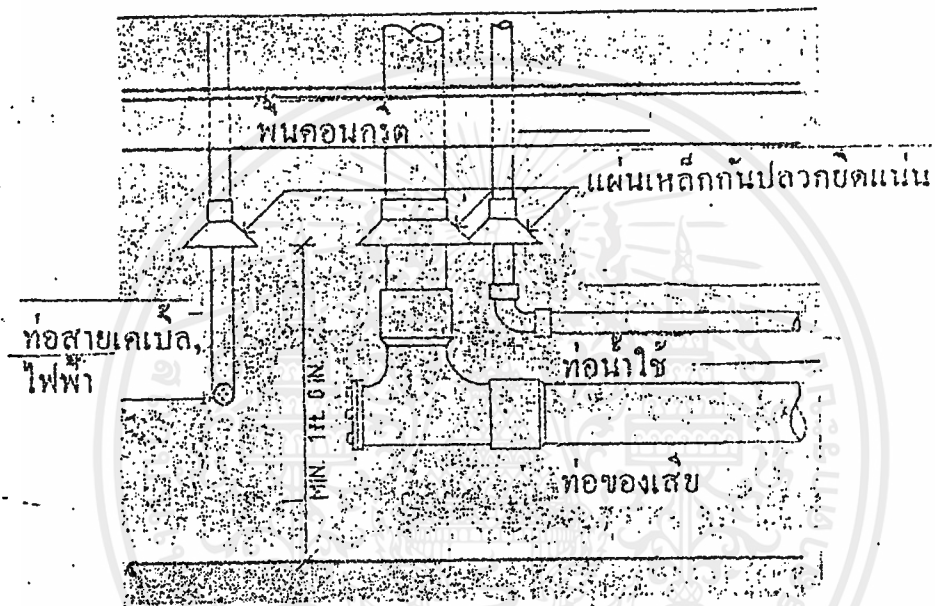 พื้นคอนกรีต
แผ่นเหล็กกันปลวกยึดแน่น
ท่อสายเคเบิล,
ไฟฟ้า
MIN. 1 ft. 6 IN.
ท่อน้ำใช้
ท่อของเสีย